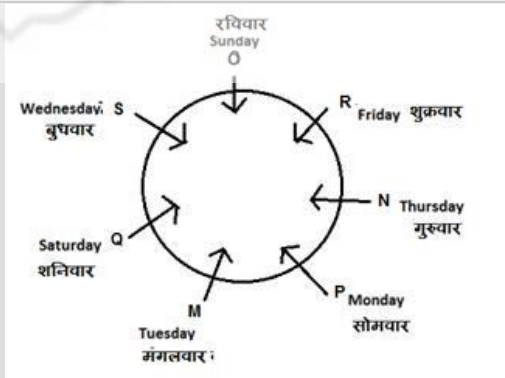 रविवार
Sunday
O
Wednesday. S
बुधवार
R
Friday शुक्रवार
N Thursday
गुरुवार
Saturday Q
शनिवार
P Monday
सोमवार
M
Tuesday
मंगलवार